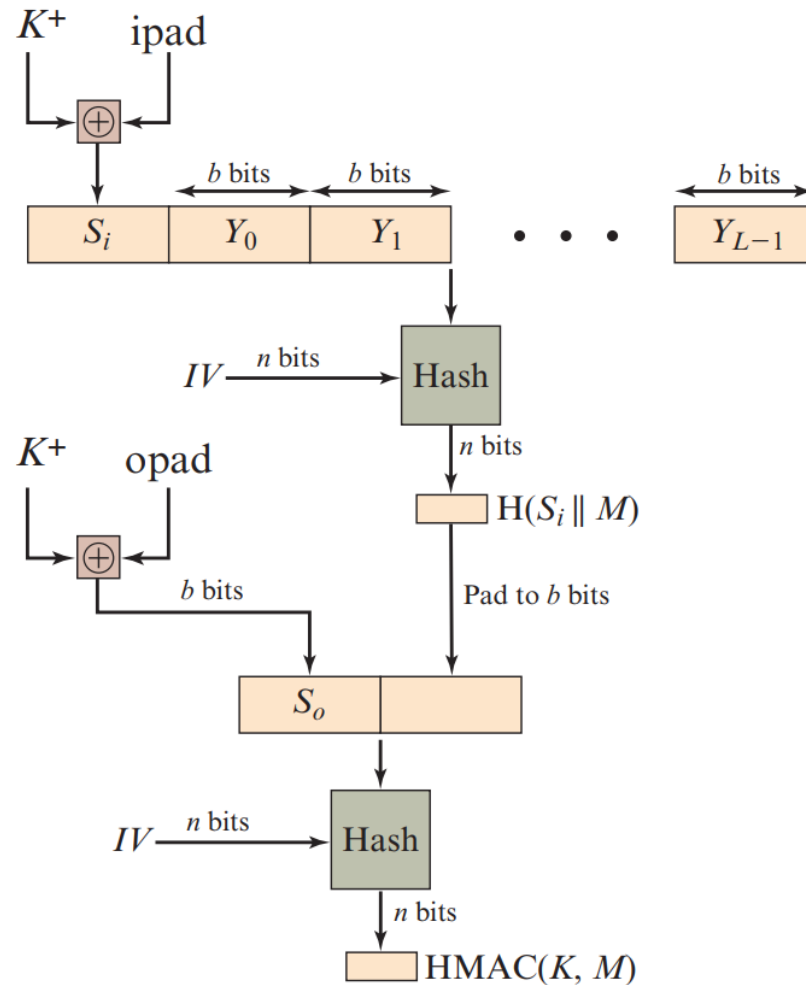 K+ ipad
⊕
b bits b bits b bits
Sᵢ Y₀ Y₁ • • • Y_{L−1}
IV n bits Hash
n bits
K+ opad
H(Sᵢ ‖ M)
⊕
b bits
Pad to b bits
Sₒ
IV n bits Hash
n bits
HMAC(K, M)